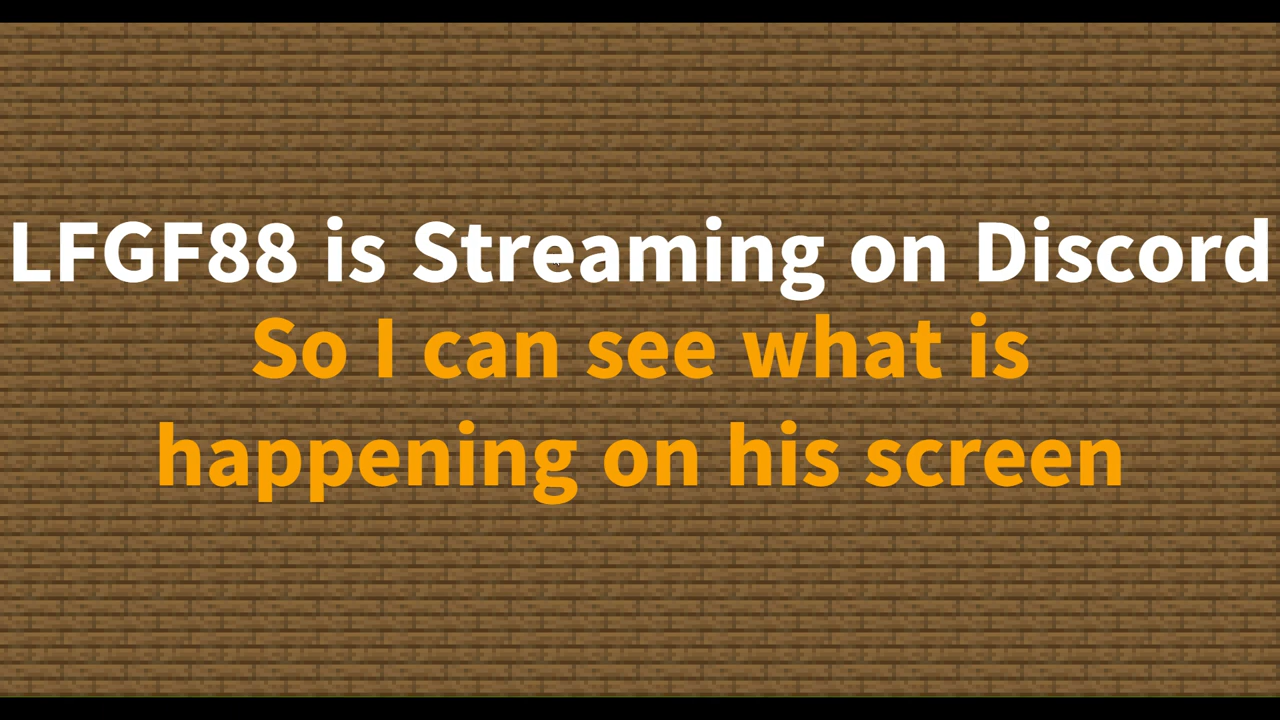 LFGF88 is Streaming on Discord
So I can see what is
happening on his screen